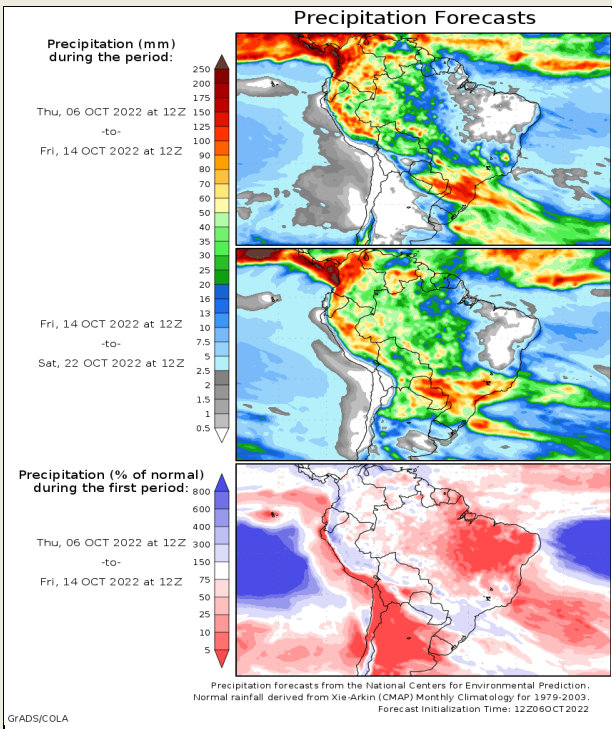 Precipitation Forecasts
Precipitation (mm)
during the period:
Thu, 06 OCT 2022 at 12Z
-to-
Fri, 14 OCT 2022 at 12Z
250
200
175
150
125
100
90
80
70
60
50
40
35
30
25
20
16
13
10
7.5
5
2.5
2
1.5
1
0.5
Fri, 14 OCT 2022 at 12Z
-to-
Sat, 22 OCT 2022 at 12Z
Precipitation (% of normal)
during the first period:
Thu, 06 OCT 2022 at 12Z
-to-
Fri, 14 OCT 2022 at 12Z
800
600
400
300
150
75
50
25
10
5
Precipitation forecasts from the National Centers for Environmental Prediction.
Normal rainfall derived from Xie-Arkin (CMAP) Monthly Climatology for 1979-2003.
Forecast Initialization Time: 12Z06OCT2022
GrADS/COLA